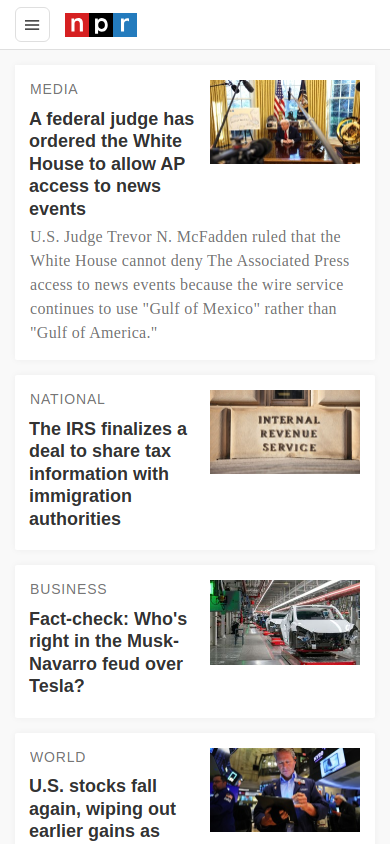 npr
MEDIA
A federal judge has
ordered the White
House to allow AP
access to news
events
U.S. Judge Trevor N. McFadden ruled that the
White House cannot deny The Associated Press
access to news events because the wire service
continues to use "Gulf of Mexico" rather than
"Gulf of America."
NATIONAL
The IRS finalizes a
deal to share tax
information with
immigration
authorities
INTERNAL
REVENUE
SERVICE
BUSINESS
Fact-check: Who's
right in the Musk-
Navarro feud over
Tesla?
WORLD
U.S. stocks fall
again, wiping out
earlier gains as